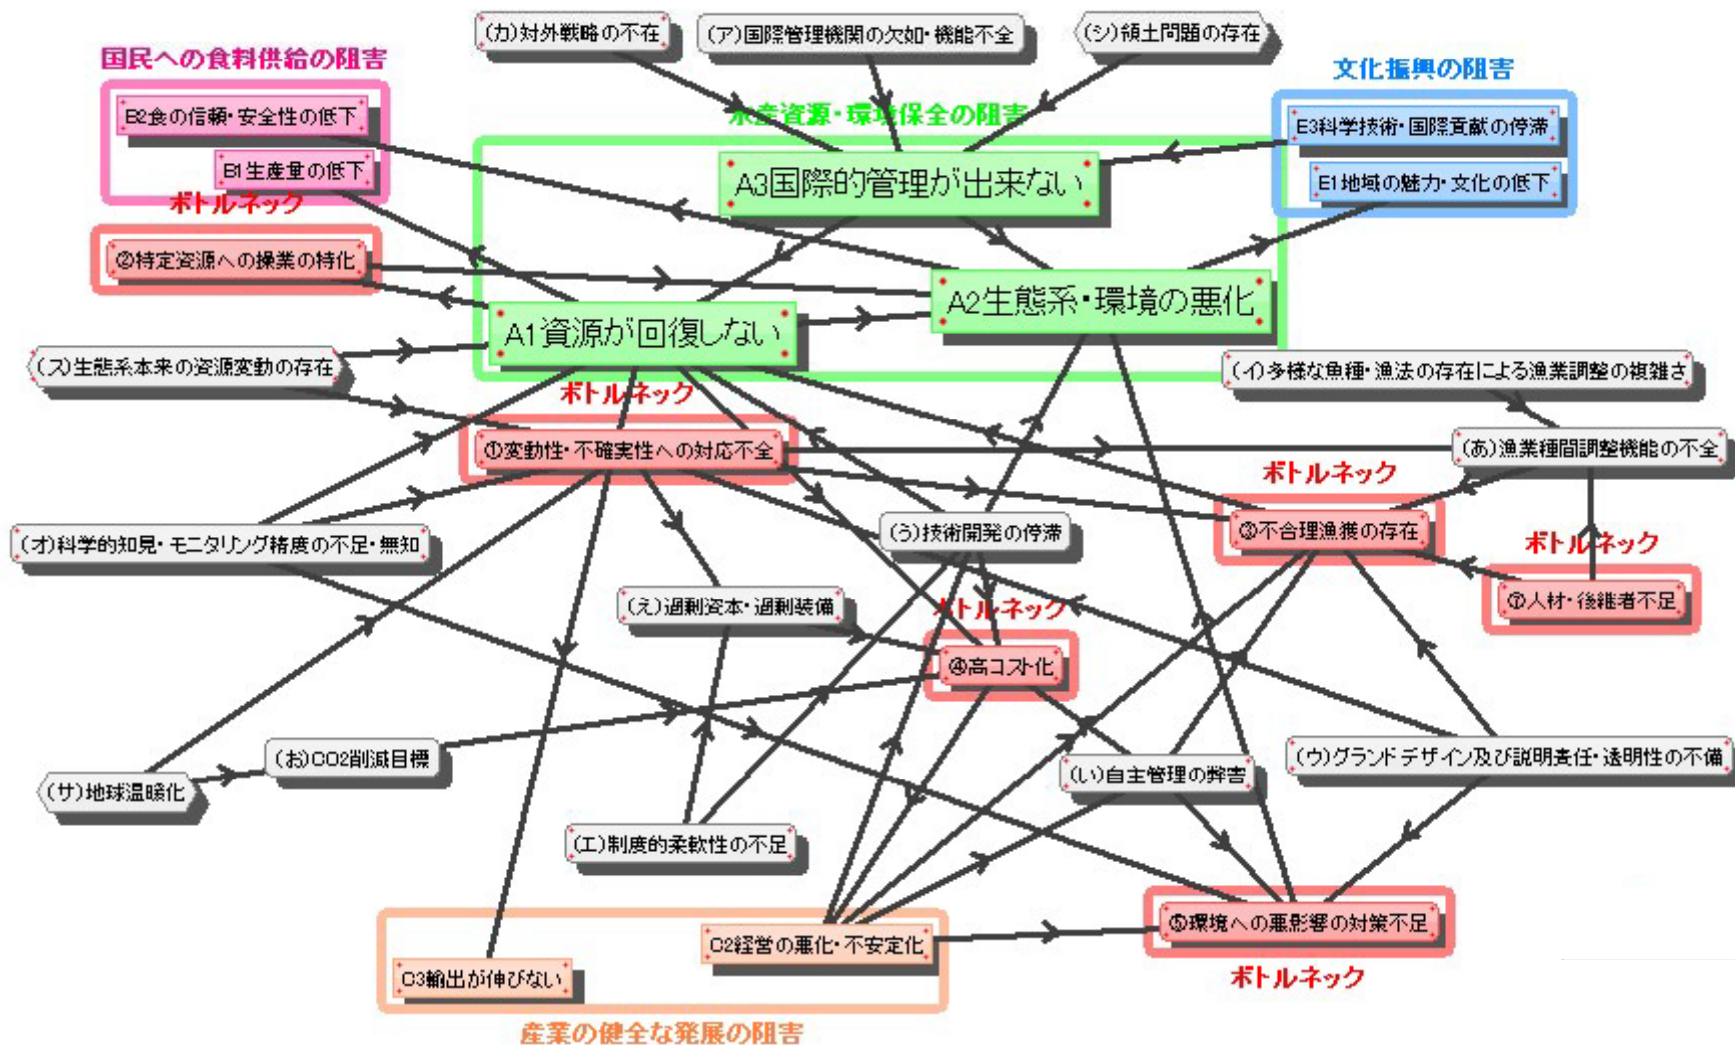 (カ)対外戦略の不在
(ア)国際管理機関の欠如・機能不全
(シ)領土問題の存在
国民への食料供給の阻害
文化振興の阻害
B2食の信頼・安全性の低下
水産資源・環境保全の阻害
E3科学技術・国際貢献の停滞
B1生産量の低下
A3国際的管理が出来ない
E1地域の魅力・文化の低下
ボトルネック
②特定資源への操業の特化
A2生態系・環境の悪化
A1資源が回復しない
(ス)生態系本来の資源変動の存在
(イ)多様な魚種・漁法の存在による漁業調整の複雑さ
ボトルネック
①変動性・不確実性への対応不全
(あ)漁業種間調整機能の不全
ボトルネック
(う)技術開発の停滞
③不合理漁獲の存在
(オ)科学的知見・モニタリング精度の不足・無知
ボトルネック
(え)過剰資本・過剰装備
ボトルネック
⑦人材・後継者不足
④高コスト化
(お)CO2削減目標
(ウ)グランドデザイン及び説明責任・透明性の不備
(い)自主管理の弊害
(サ)地球温暖化
(エ)制度的柔軟性の不足
⑤環境への悪影響の対策不足
C2経営の悪化・不安定化
C3輸出が伸びない
ボトルネック
産業の健全な発展の阻害